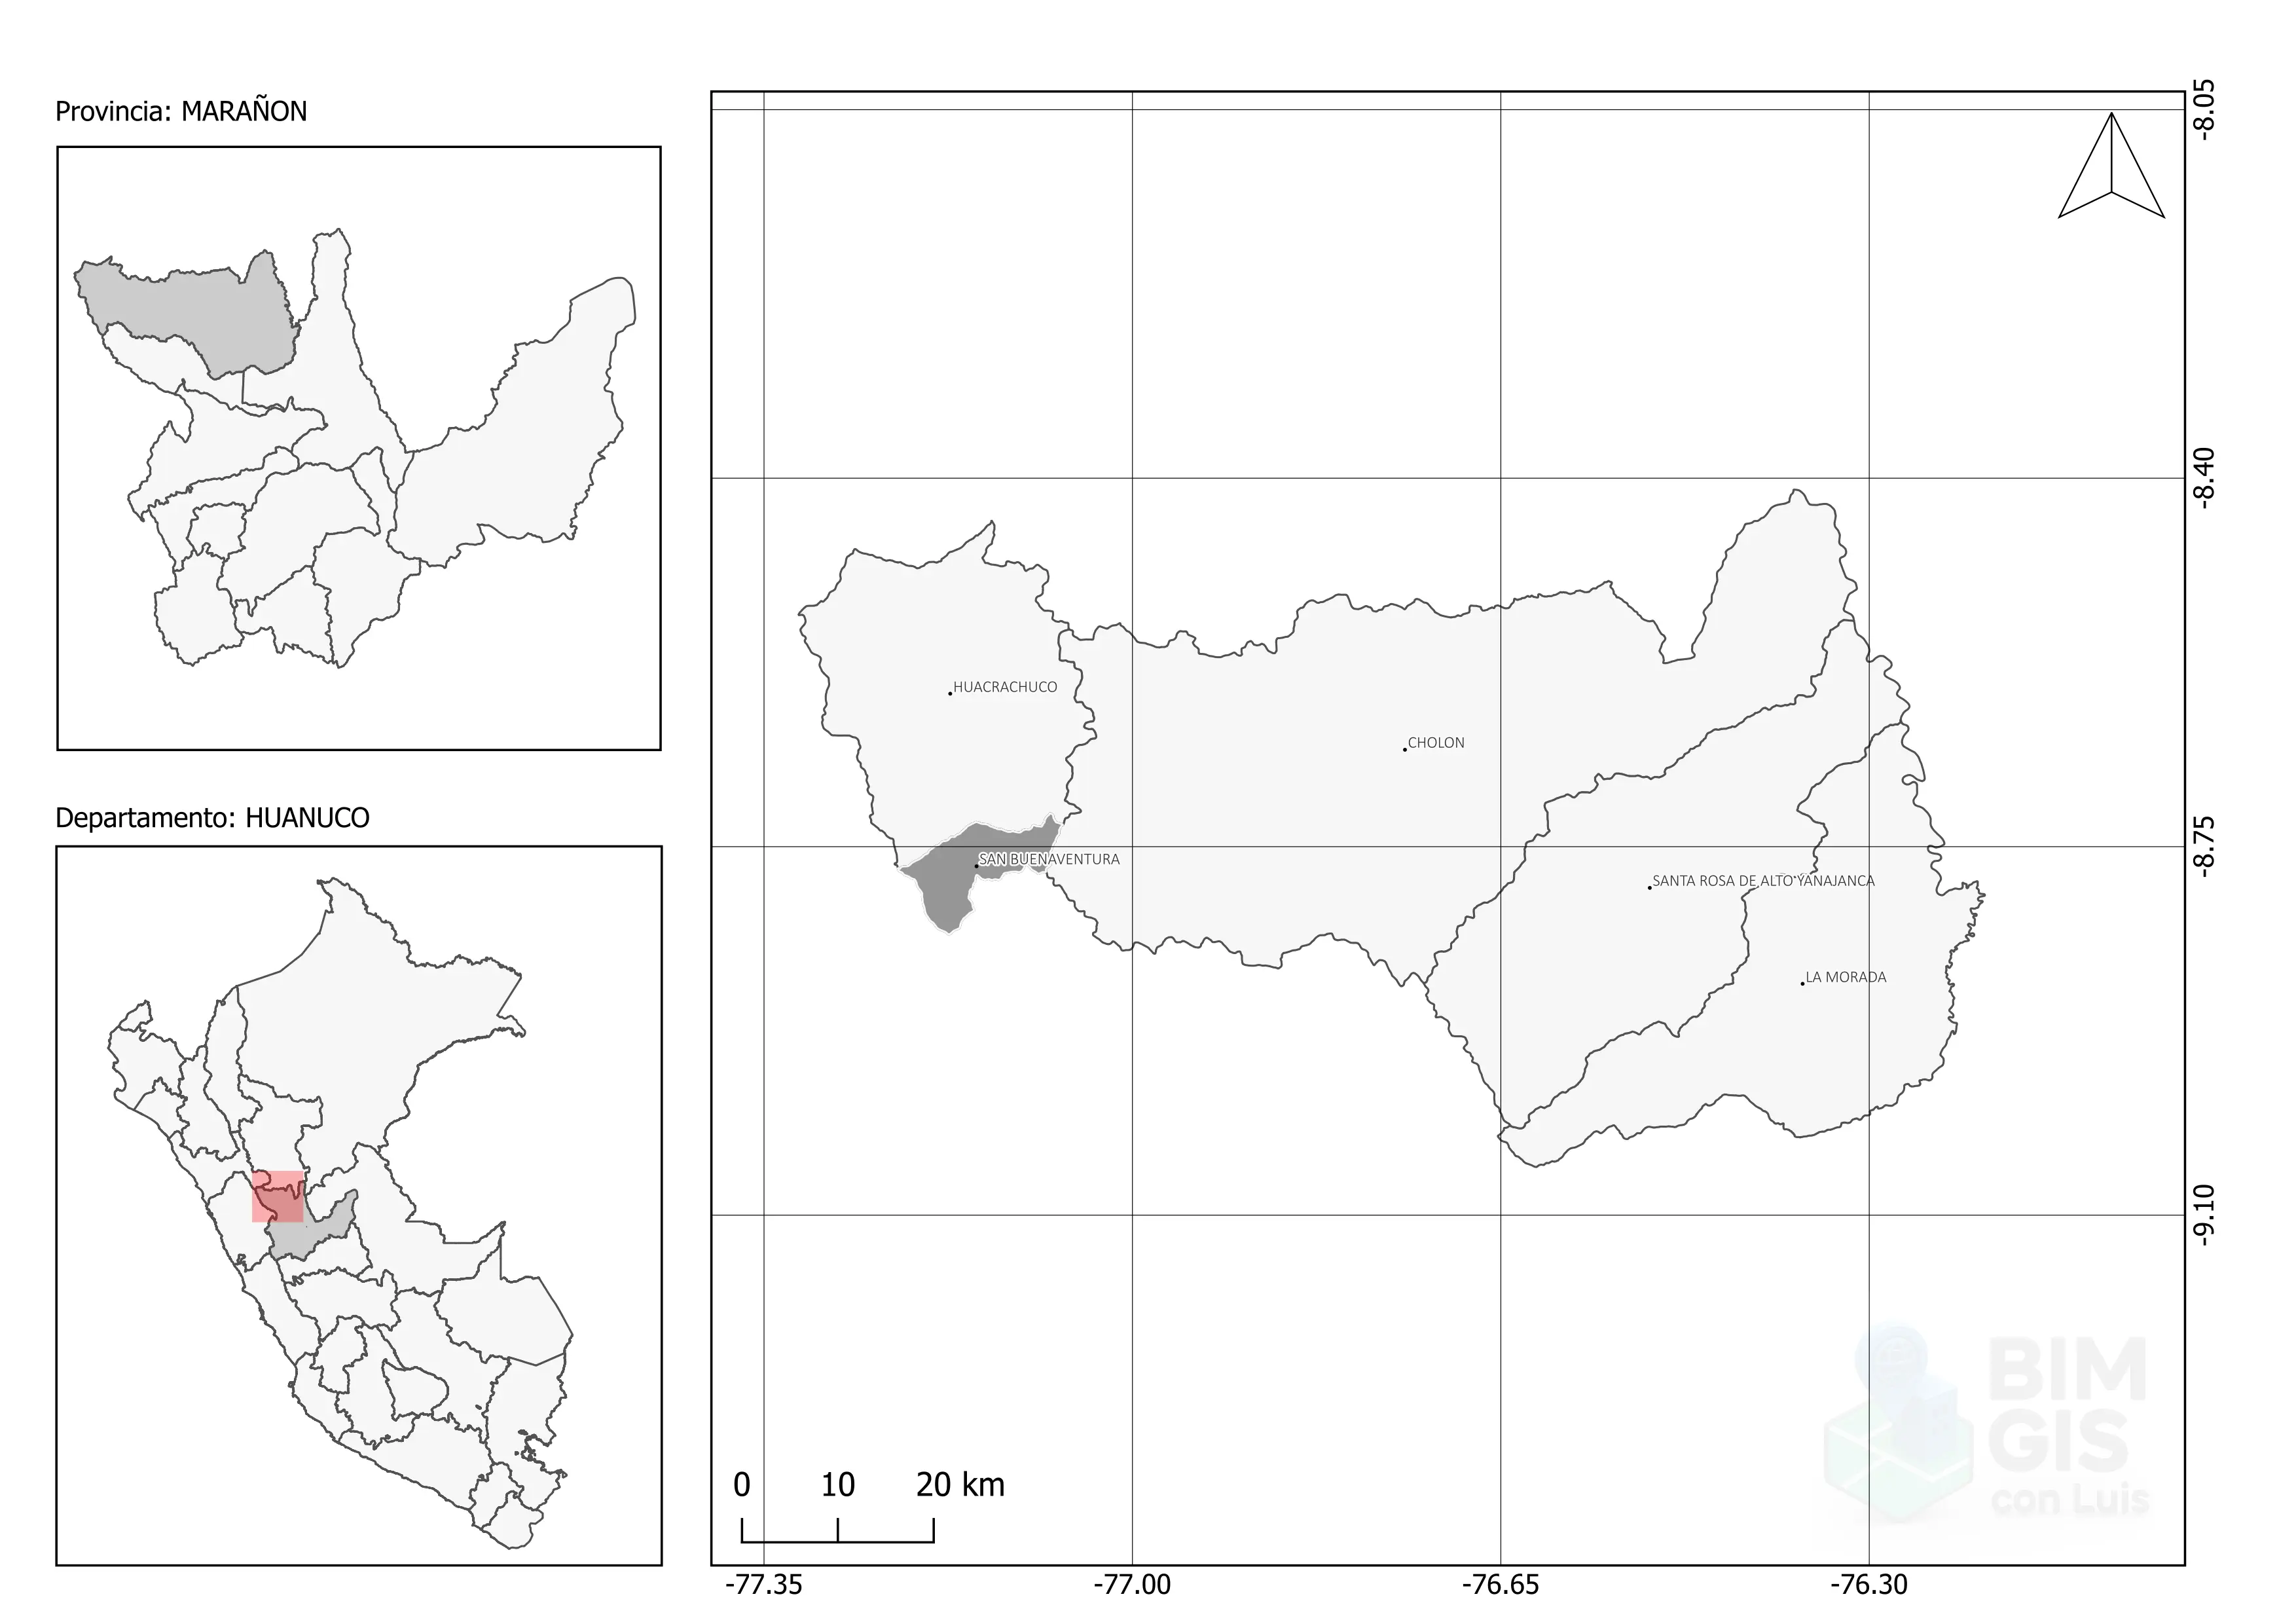 Provincia: MARAÑON
Departamento: HUANUCO
HUACRACHUCO
CHOLON
SAN BUENAVENTURA
SANTA ROSA DE ALTO YANAJANCA
LA MORADA
-8.05
-8.40
-8.75
-9.10
0 10 20 km
-77.35 -77.00 -76.65 -76.30
BIM
GIS
con Luis